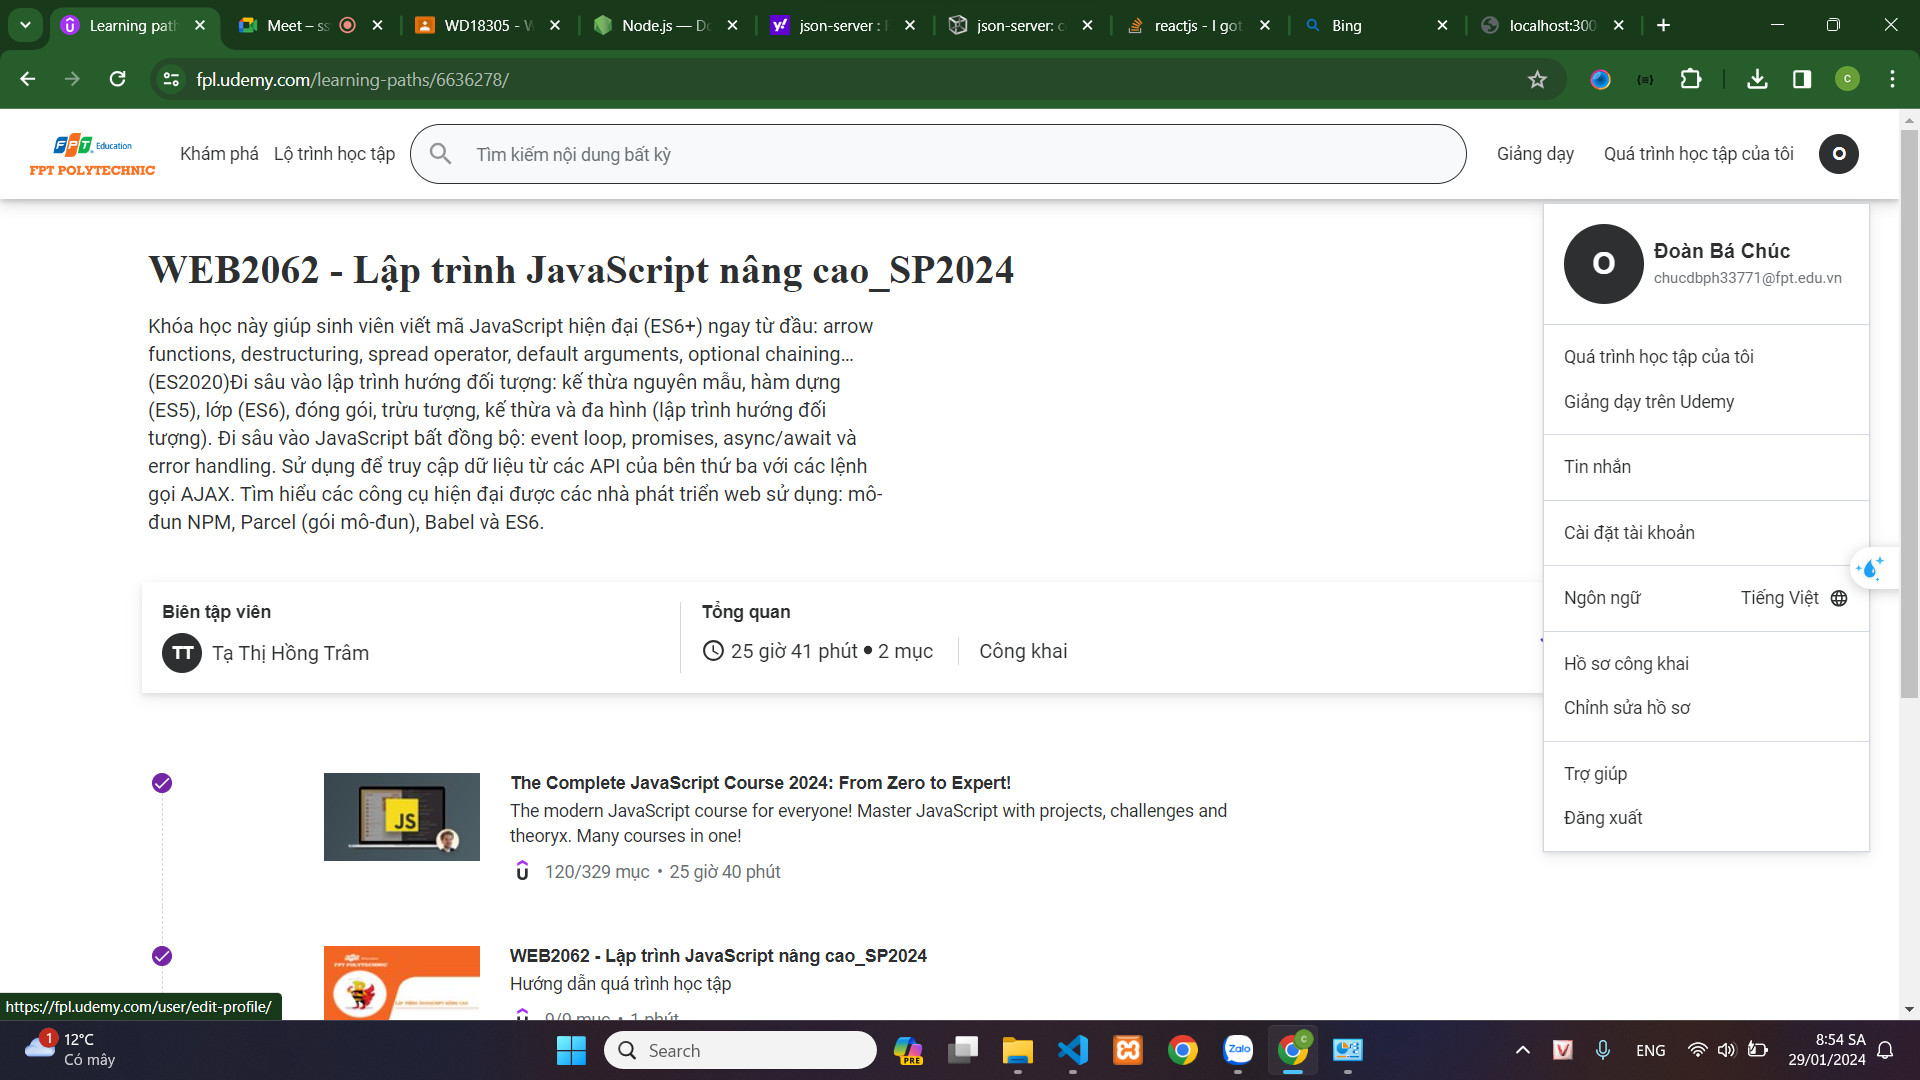 Learning path
Meet – ss
WD18305 - W
Node.js — Do
json-server : 
json-server: c
reactjs - I got
Bing
localhost:300
fpl.udemy.com/learning-paths/6636278/
FPT Education
FPT POLYTECHNIC
Khám phá
Lộ trình học tập
Tìm kiếm nội dung bất kỳ
Giảng dạy
Quá trình học tập của tôi
O
WEB2062 - Lập trình JavaScript nâng cao_SP2024
Khóa học này giúp sinh viên viết mã JavaScript hiện đại (ES6+) ngay từ đầu: arrow
functions, destructuring, spread operator, default arguments, optional chaining…
(ES2020)Đi sâu vào lập trình hướng đối tượng: kế thừa nguyên mẫu, hàm dựng
(ES5), lớp (ES6), đóng gói, trừu tượng, kế thừa và đa hình (lập trình hướng đối
tượng). Đi sâu vào JavaScript bất đồng bộ: event loop, promises, async/await và
error handling. Sử dụng để truy cập dữ liệu từ các API của bên thứ ba với các lệnh
gọi AJAX. Tìm hiểu các công cụ hiện đại được các nhà phát triển web sử dụng: mô-
đun NPM, Parcel (gói mô-đun), Babel và ES6.
O
Đoàn Bá Chúc
chucdbph33771@fpt.edu.vn
Quá trình học tập của tôi
Giảng dạy trên Udemy
Tin nhắn
Cài đặt tài khoản
Ngôn ngữ
Tiếng Việt
Hồ sơ công khai
Chỉnh sửa hồ sơ
Trợ giúp
Đăng xuất
Biên tập viên
TT
Tạ Thị Hồng Trâm
Tổng quan
25 giờ 41 phút • 2 mục
Công khai
JS
The Complete JavaScript Course 2024: From Zero to Expert!
The modern JavaScript course for everyone! Master JavaScript with projects, challenges and
theoryx. Many courses in one!
120/329 mục • 25 giờ 40 phút
FPT POLYTECHNIC
WEB2062 - Lập trình JavaScript nâng cao_SP2024
Hướng dẫn quá trình học tập
9/9 mục • 1 phút
https://fpl.udemy.com/user/edit-profile/
1
12°C
Có mây
Search
PRE
Zalo
C
ENG
8:54 SA
29/01/2024